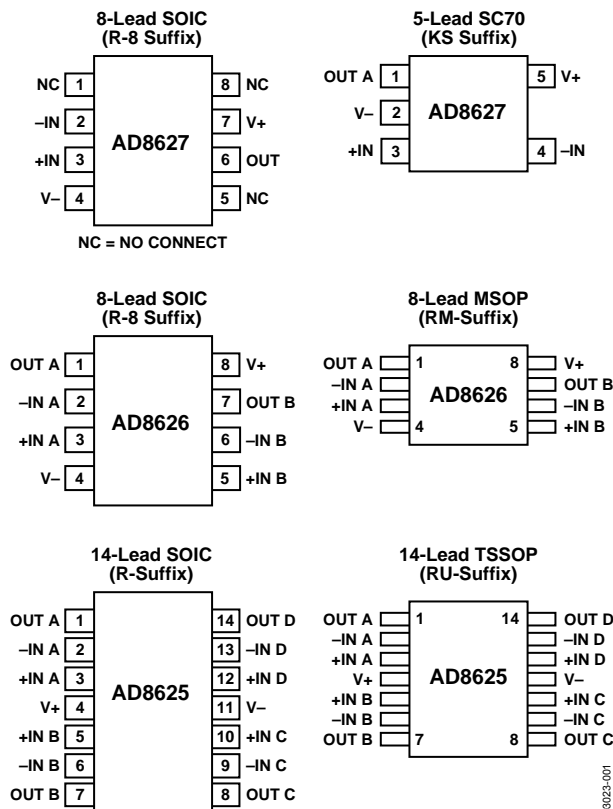 8-Lead SOIC
(R-8 Suffix)
NC 1 8 NC
–IN 2 7 V+
+IN 3 6 OUT
V– 4 5 NC
AD8627
NC = NO CONNECT
5-Lead SC70
(KS Suffix)
OUT A 1 5 V+
V– 2
+IN 3 4 –IN
AD8627
8-Lead SOIC
(R-8 Suffix)
OUT A 1 8 V+
–IN A 2 7 OUT B
+IN A 3 6 –IN B
V– 4 5 +IN B
AD8626
8-Lead MSOP
(RM-Suffix)
OUT A 1 8 V+
–IN A OUT B
+IN A –IN B
V– 4 5 +IN B
AD8626
14-Lead SOIC
(R-Suffix)
OUT A 1 14 OUT D
–IN A 2 13 –IN D
+IN A 3 12 +IN D
V+ 4 11 V–
+IN B 5 10 +IN C
–IN B 6 9 –IN C
OUT B 7 8 OUT C
AD8625
14-Lead TSSOP
(RU-Suffix)
OUT A 1 14 OUT D
–IN A –IN D
+IN A +IN D
V+ V–
+IN B +IN C
–IN B –IN C
OUT B 7 8 OUT C
AD8625
3023-001